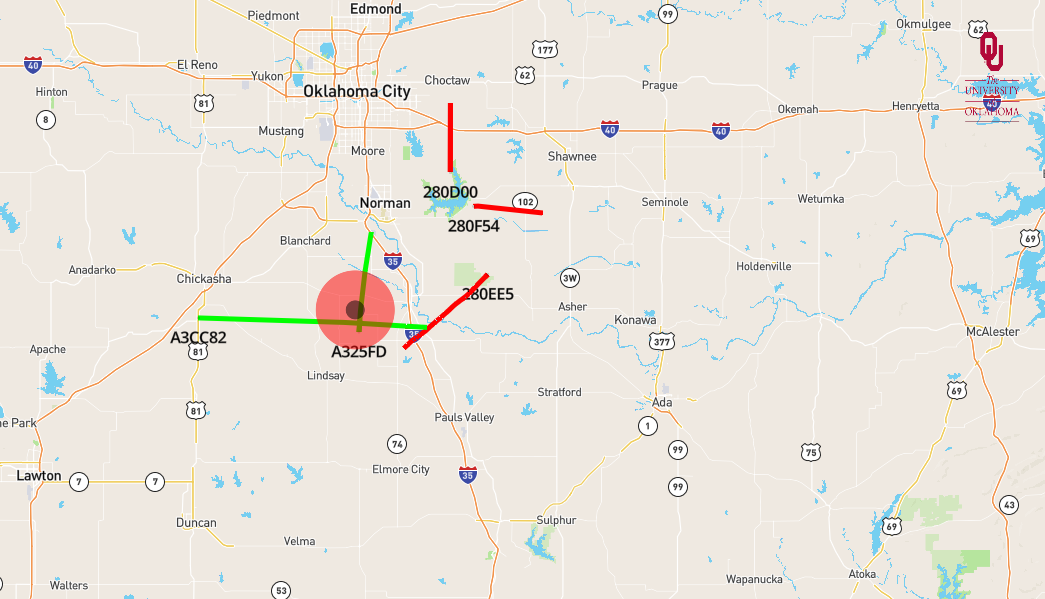 Edmond
Piedmont
99
Okmulgee
62
OU
177
40
El Reno
Yukon
62
Choctaw
Prague
The
UNIVERSITY
OKLAHOMA
40
Hinton
81
Oklahoma City
Okemah
Henryetta
8
Mustang
40
40
Moore
Shawnee
280D00
102
Norman
Seminole
Wetumka
280F54
Blanchard
35
69
Anadarko
Chickasha
3W
Holdenville
280EE5
Asher
Konawa
35
McAlester
A3CC82
81
A325FD
377
Apache
Lindsay
Stratford
69
Ada
81
Pauls Valley
e Park
1
74
99
75
Elmore City
Lawton
7
7
35
99
43
Duncan
Sulphur
69
Velma
Wapanucka
Atoka
Walters
53